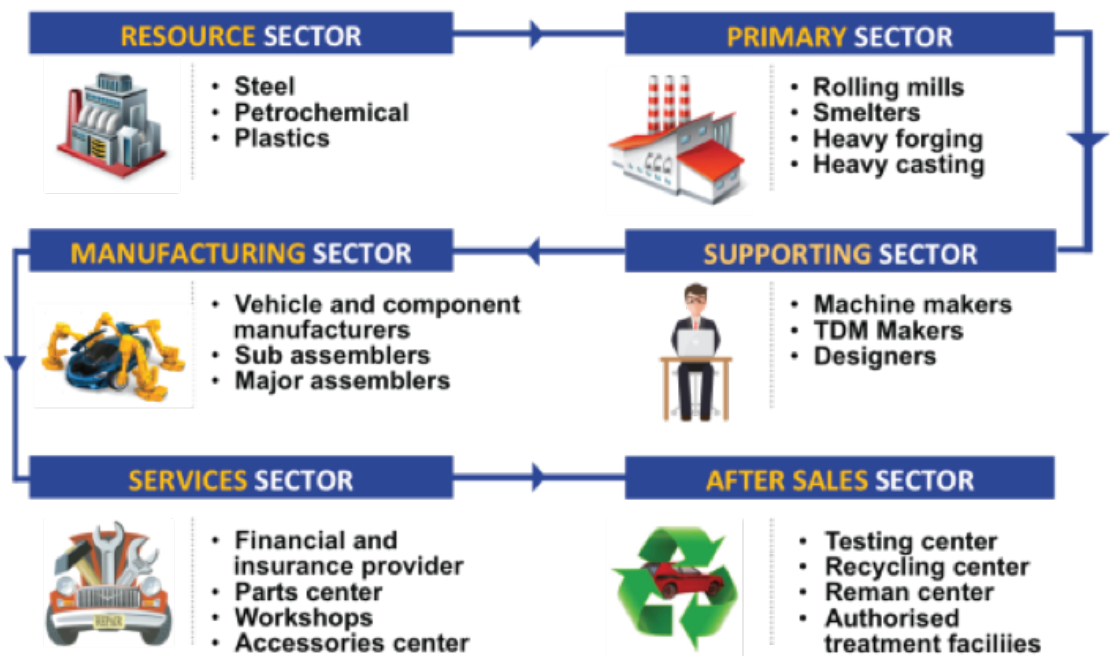 RESOURCE SECTOR
• Steel
• Petrochemical
• Plastics
PRIMARY SECTOR
• Rolling mills
• Smelters
• Heavy forging
• Heavy casting
SUPPORTING SECTOR
• Machine makers
• TDM Makers
• Designers
MANUFACTURING SECTOR
• Vehicle and component
manufacturers
• Sub assemblers
• Major assemblers
SERVICES SECTOR
• Financial and
insurance provider
• Parts center
• Workshops
• Accessories center
REPAIR
AFTER SALES SECTOR
• Testing center
• Recycling center
• Reman center
• Authorised
treatment faciliies